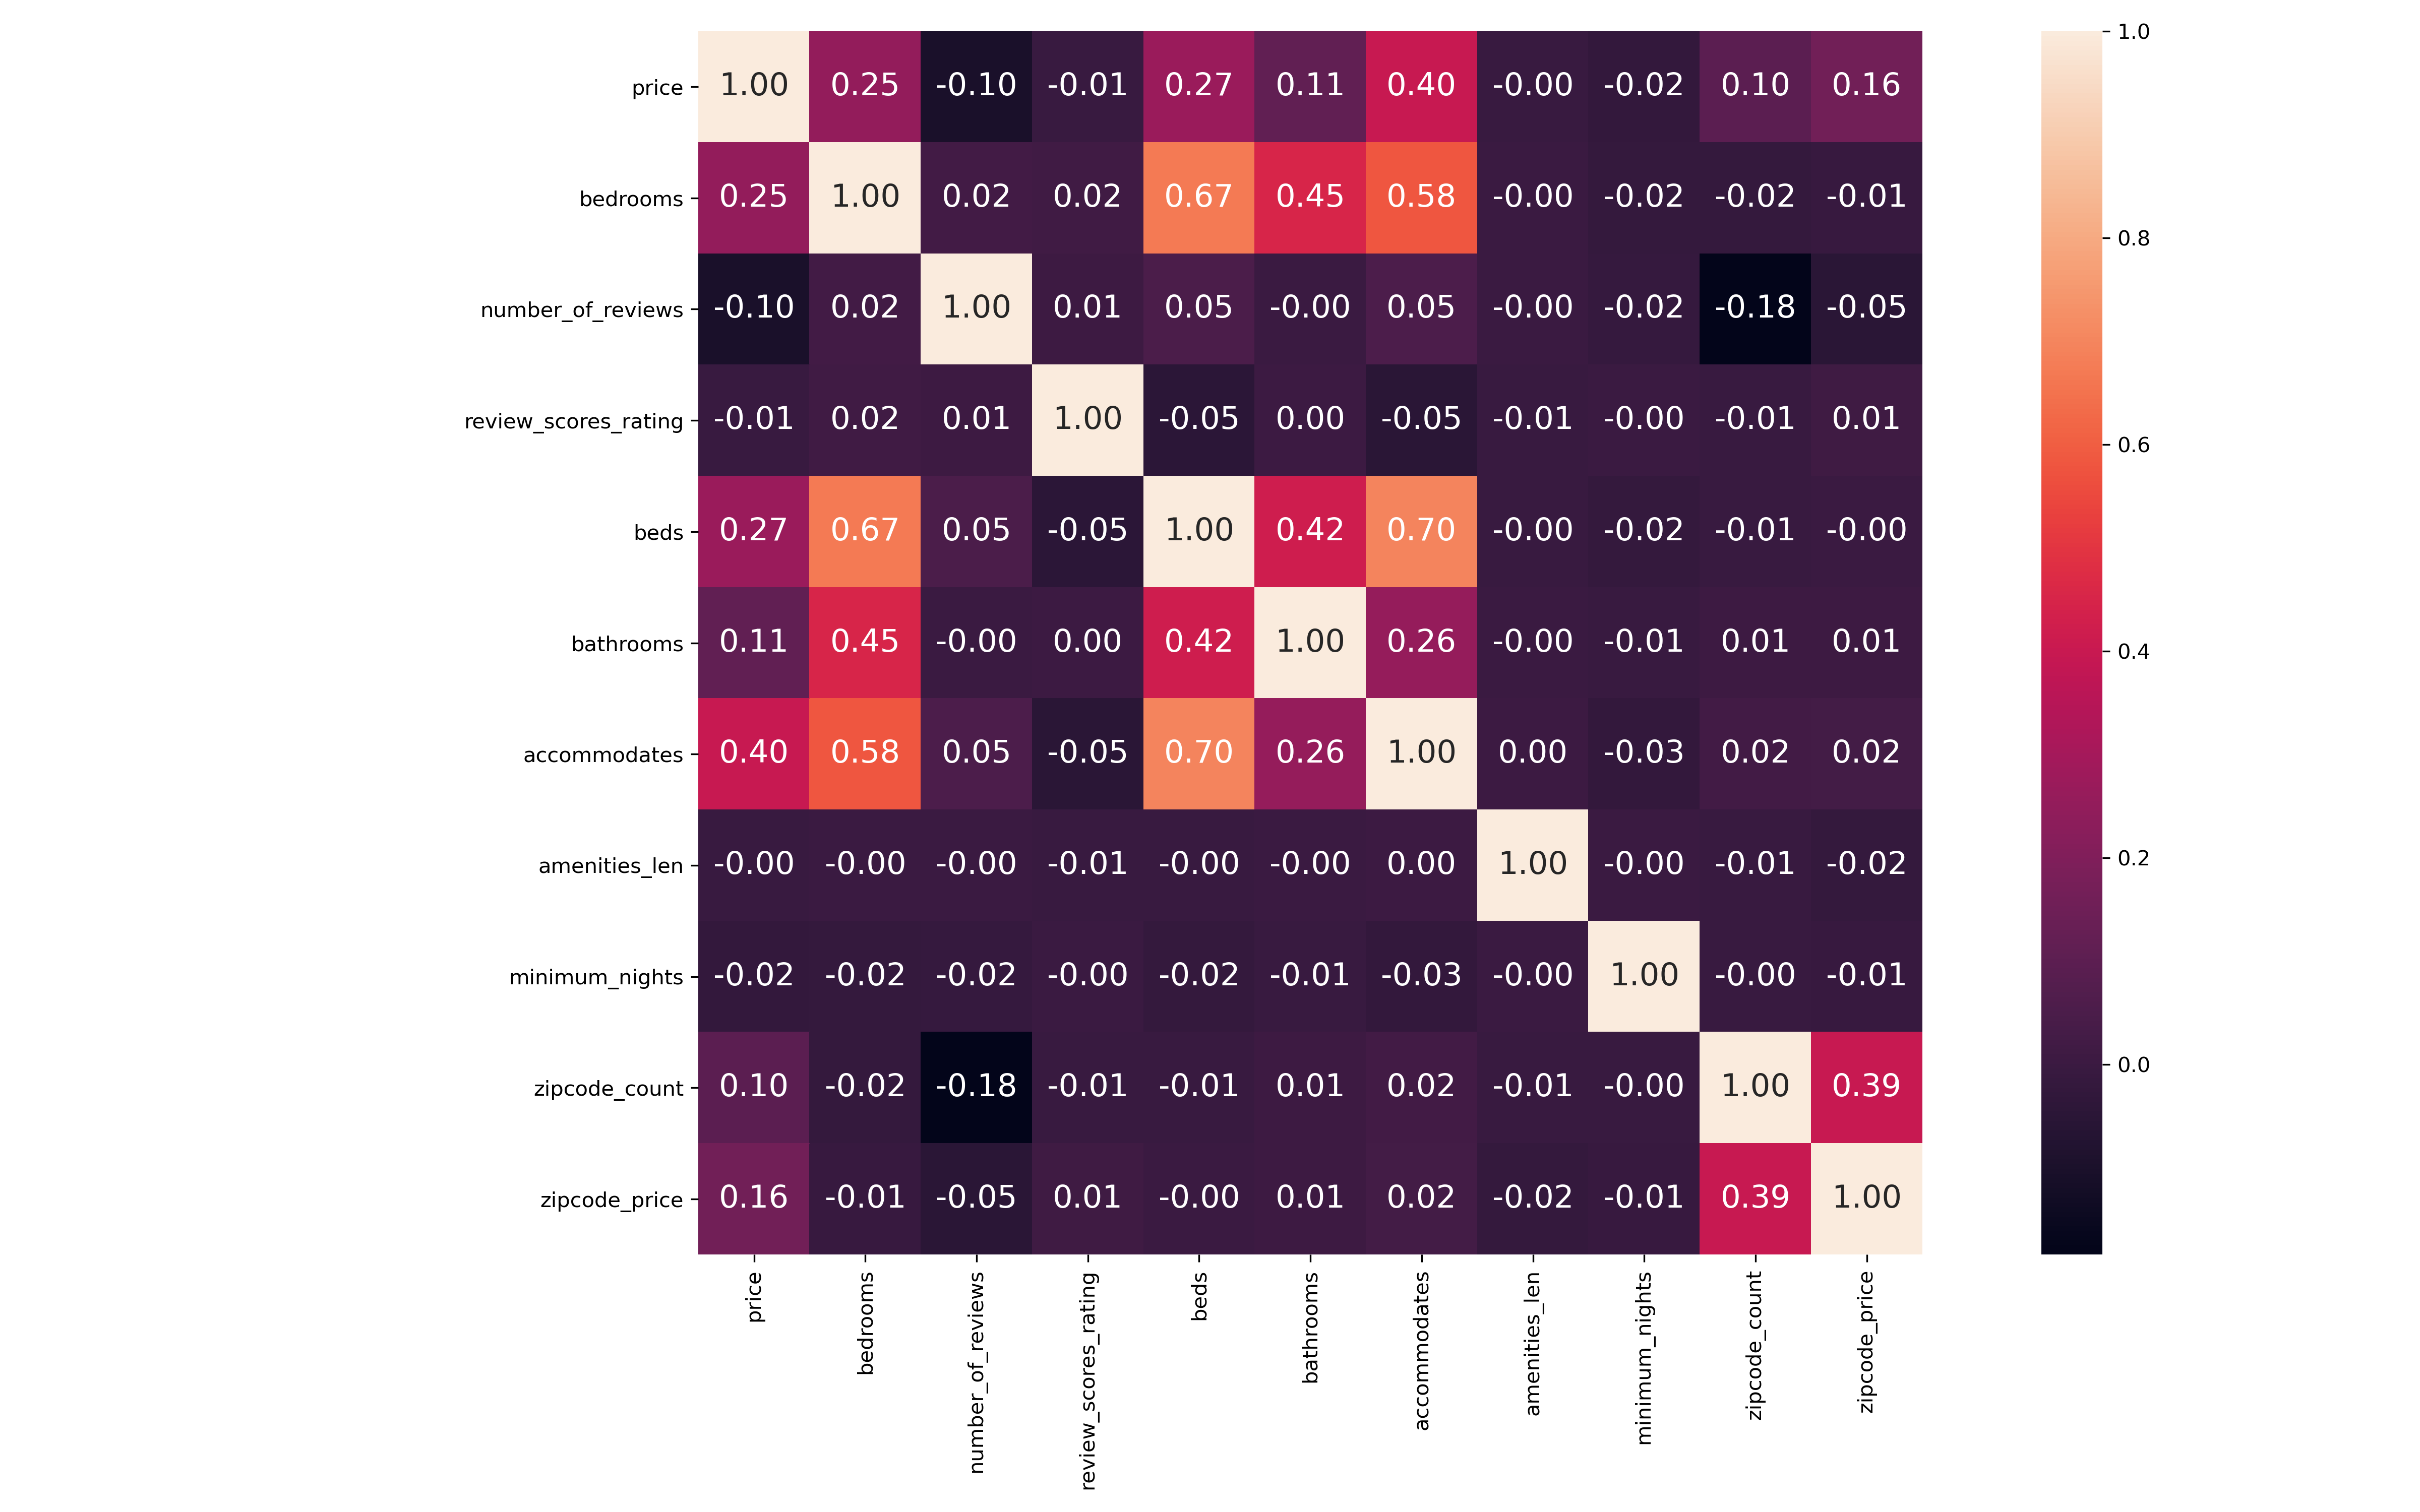 price 1.00 0.25 -0.10 -0.01 0.27 0.11 0.40 -0.00 -0.02 0.10 0.16
bedrooms 0.25 1.00 0.02 0.02 0.67 0.45 0.58 -0.00 -0.02 -0.02 -0.01
number_of_reviews -0.10 0.02 1.00 0.01 0.05 -0.00 0.05 -0.00 -0.02 -0.18 -0.05
review_scores_rating -0.01 0.02 0.01 1.00 -0.05 0.00 -0.05 -0.01 -0.00 -0.01 0.01
beds 0.27 0.67 0.05 -0.05 1.00 0.42 0.70 -0.00 -0.02 -0.01 -0.00
bathrooms 0.11 0.45 -0.00 0.00 0.42 1.00 0.26 -0.00 -0.01 0.01 0.01
accommodates 0.40 0.58 0.05 -0.05 0.70 0.26 1.00 0.00 -0.03 0.02 0.02
amenities_len -0.00 -0.00 -0.00 -0.01 -0.00 -0.00 0.00 1.00 -0.00 -0.01 -0.02
minimum_nights -0.02 -0.02 -0.02 -0.00 -0.02 -0.01 -0.03 -0.00 1.00 -0.00 -0.01
zipcode_count 0.10 -0.02 -0.18 -0.01 -0.01 0.01 0.02 -0.01 -0.00 1.00 0.39
zipcode_price 0.16 -0.01 -0.05 0.01 -0.00 0.01 0.02 -0.02 -0.01 0.39 1.00
price
bedrooms
number_of_reviews
review_scores_rating
beds
bathrooms
accommodates
amenities_len
minimum_nights
zipcode_count
zipcode_price
1.0
0.8
0.6
0.4
0.2
0.0